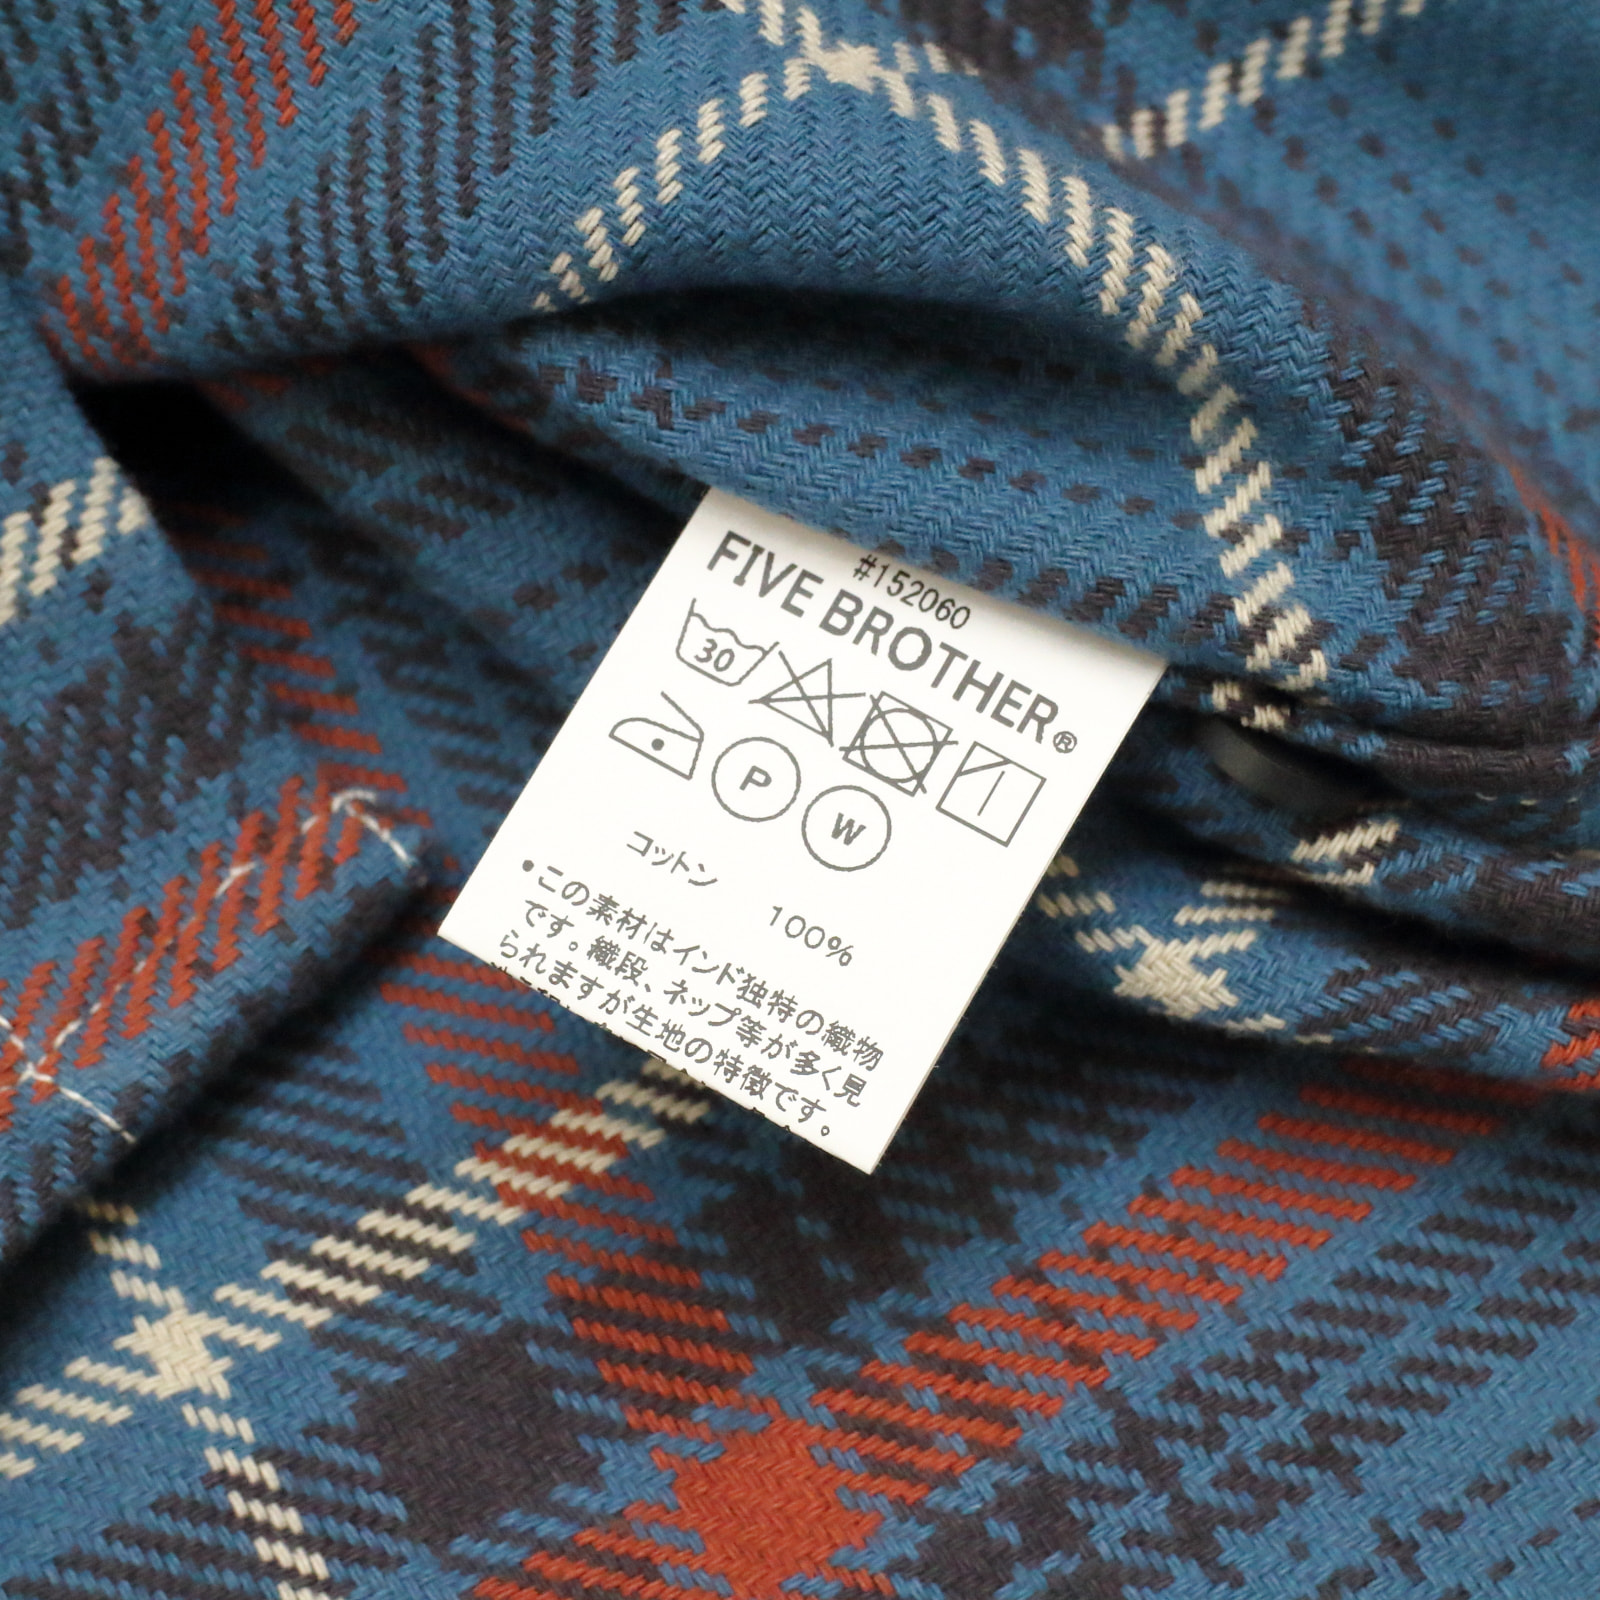 #152060
FIVE BROTHER®
30
P W
コットン 100%
•この素材はインド独特の織物
です。織段、ネップ等が多く見
られますが生地の特徴です。